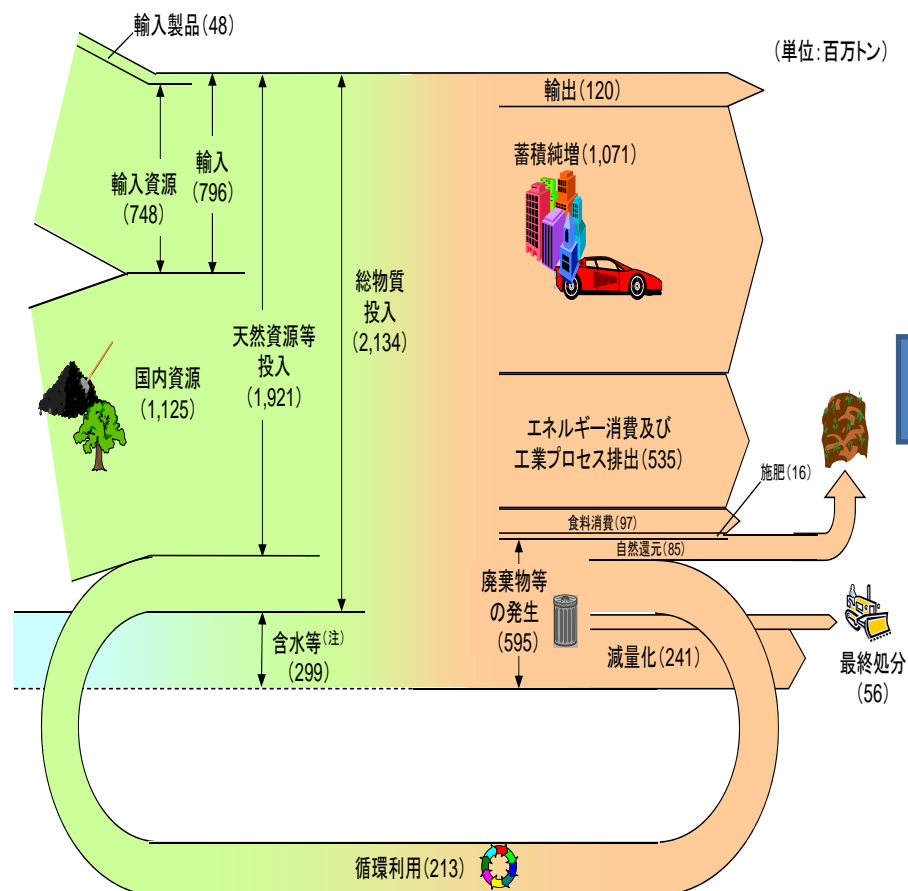 輸入製品(48)
(単位:百万トン)
輸出(120)
蓄積純増(1,071)
輸入
(796)
輸入資源
(748)
総物質
投入
(2,134)
天然資源等
投入
(1,921)
国内資源
(1,125)
エネルギー消費及び
工業プロセス排出(535)
施肥(16)
食料消費(97)
自然還元(85)
廃棄物等
の発生
(595)
含水等(注)
(299)
減量化(241)
最終処分
(56)
循環利用(213)